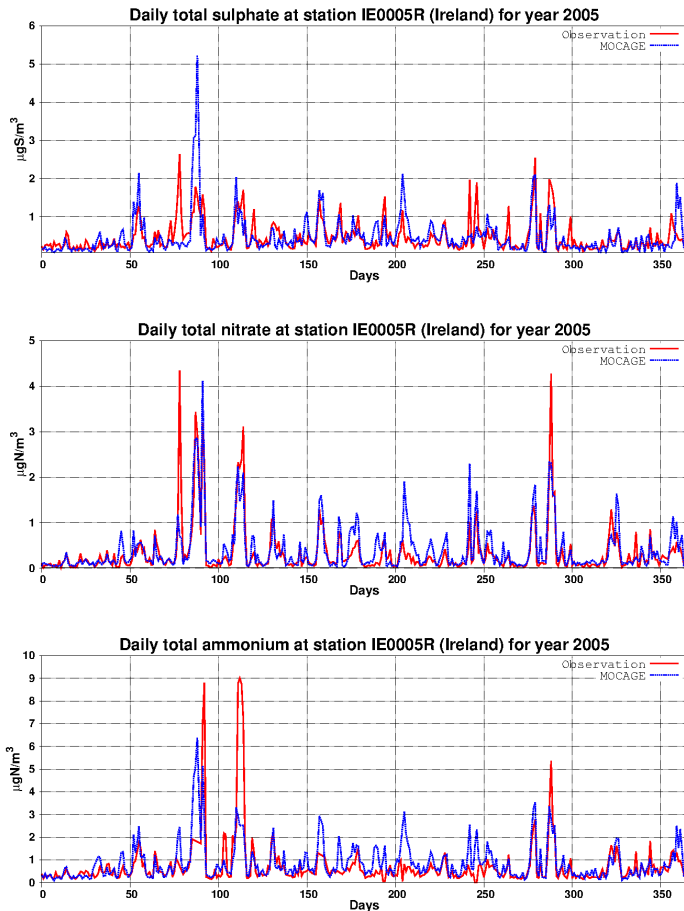 Daily total sulphate at station IE0005R (Ireland) for year 2005
Observation
MOCAGE
µgS/m³
6
5
4
3
2
1
0 50 100 150 200 250 300 350
Days
Daily total nitrate at station IE0005R (Ireland) for year 2005
Observation
MOCAGE
µgN/m³
5
4
3
2
1
0
0 50 100 150 200 250 300 350
Days
Daily total ammonium at station IE0005R (Ireland) for year 2005
Observation
MOCAGE
µgN/m³
10
9
8
7
6
5
4
3
2
1
0
0 50 100 150 200 250 300 350
Days